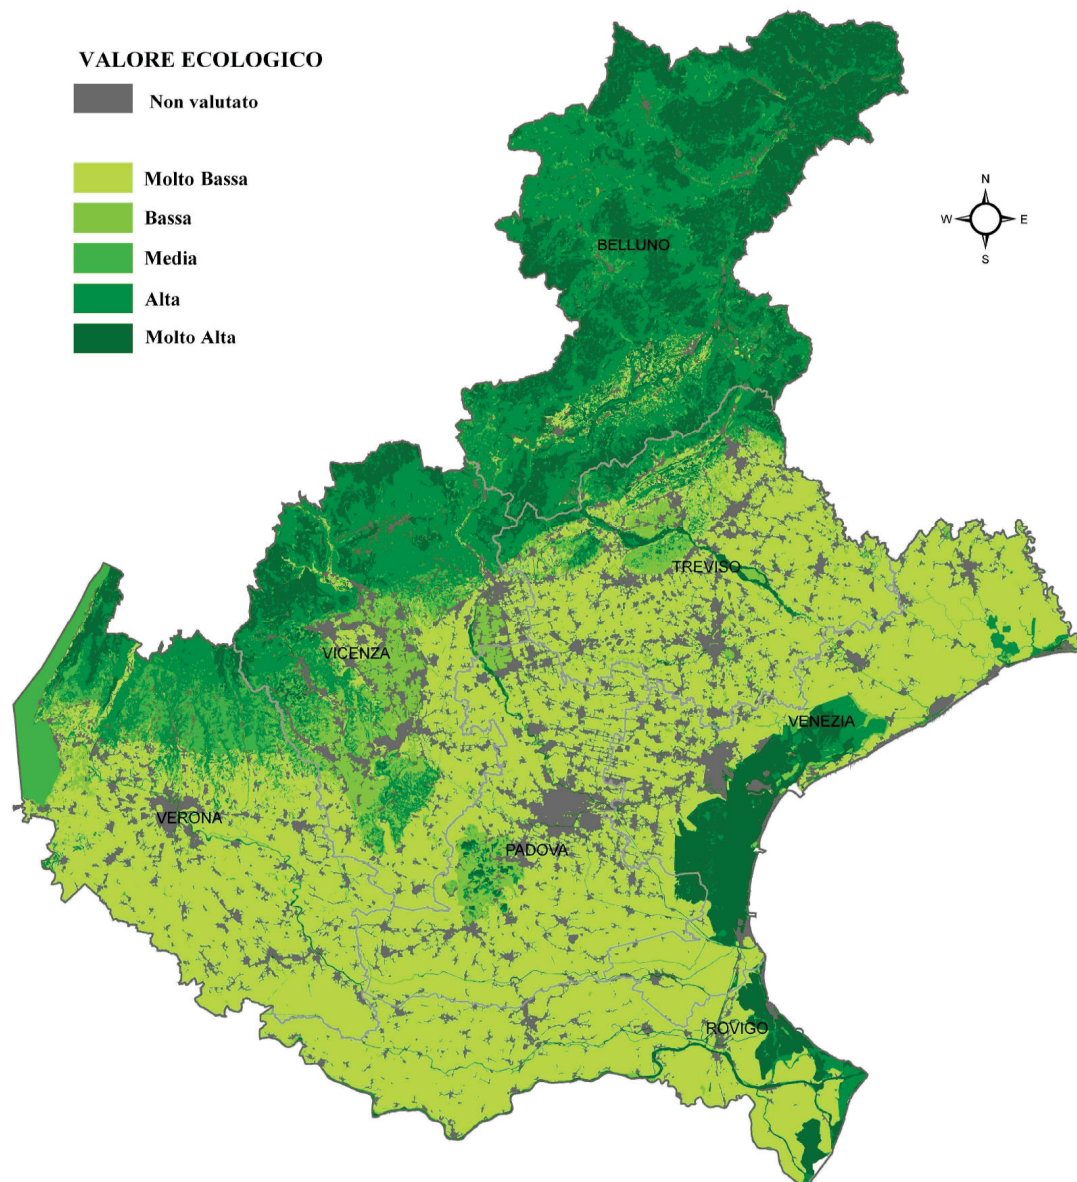 VALORE ECOLOGICO
Non valutato
Molto Bassa
Bassa
Media
Alta
Molto Alta
N
W E
S
BELLUNO
TREVISO
VICENZA
VENEZIA
VERONA
PADOVA
ROVIGO